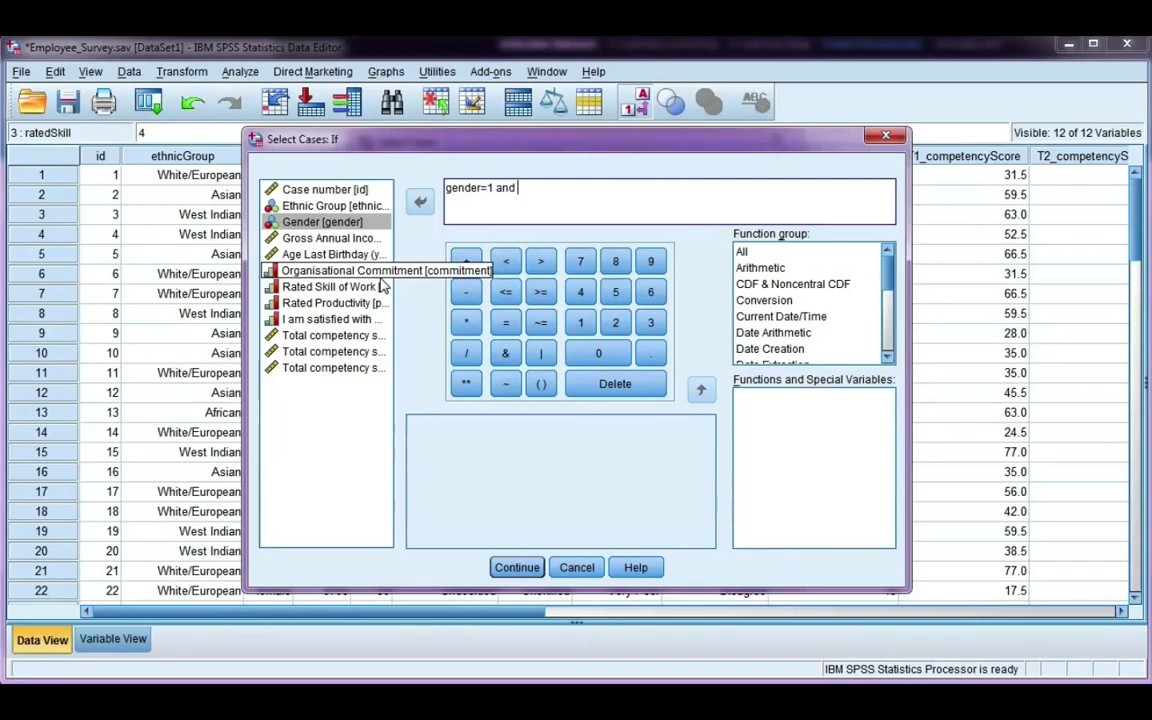 *Employee_Survey.sav [DataSet1] - IBM SPSS Statistics Data Editor
File Edit View Data Transform Analyze Direct Marketing Graphs Utilities Add-ons Window Help
3 : ratedSkill 4 Visible: 12 of 12 Variables
Select Cases: If
id ethnicGroup T1_competencyScore T2_competencyS
1 1 White/European 31.5
2 2 Asian 59.5
3 3 West Indian 63.0
4 4 West Indian 52.5
5 5 White/European 66.5
6 6 West Indian 31.5
7 7 White/European 66.5
8 8 White/European 59.5
9 9 Asian 28.0
10 10 Asian 35.0
11 11 White/European 35.0
12 12 Asian 45.5
13 13 African 63.0
14 14 White/European 24.5
15 15 West Indian 77.0
16 16 Asian 35.0
17 17 White/European 56.0
18 18 White/European 42.0
19 19 West Indian 59.5
20 20 West Indian 38.5
21 21 White/European 77.0
22 22 White/European 17.5
Case number [id]
Ethnic Group [ethnic...
Gender [gender]
Gross Annual Inco...
Age Last Birthday (y...
Organisational Commitment [commitment]
Rated Skill of Work [
Rated Productivity [p...
I am satisfied with ...
Total competency s...
Total competency s...
Total competency s...
gender=1 and
+ < > 7 8 9
- <= >= 4 5 6
* = ~= 1 2 3
/ & | 0 .
** ~ ( ) Delete
Function group:
All
Arithmetic
CDF & Noncentral CDF
Conversion
Current Date/Time
Date Arithmetic
Date Creation
Date Extraction
Functions and Special Variables:
Continue Cancel Help
Data View Variable View
IBM SPSS Statistics Processor is ready